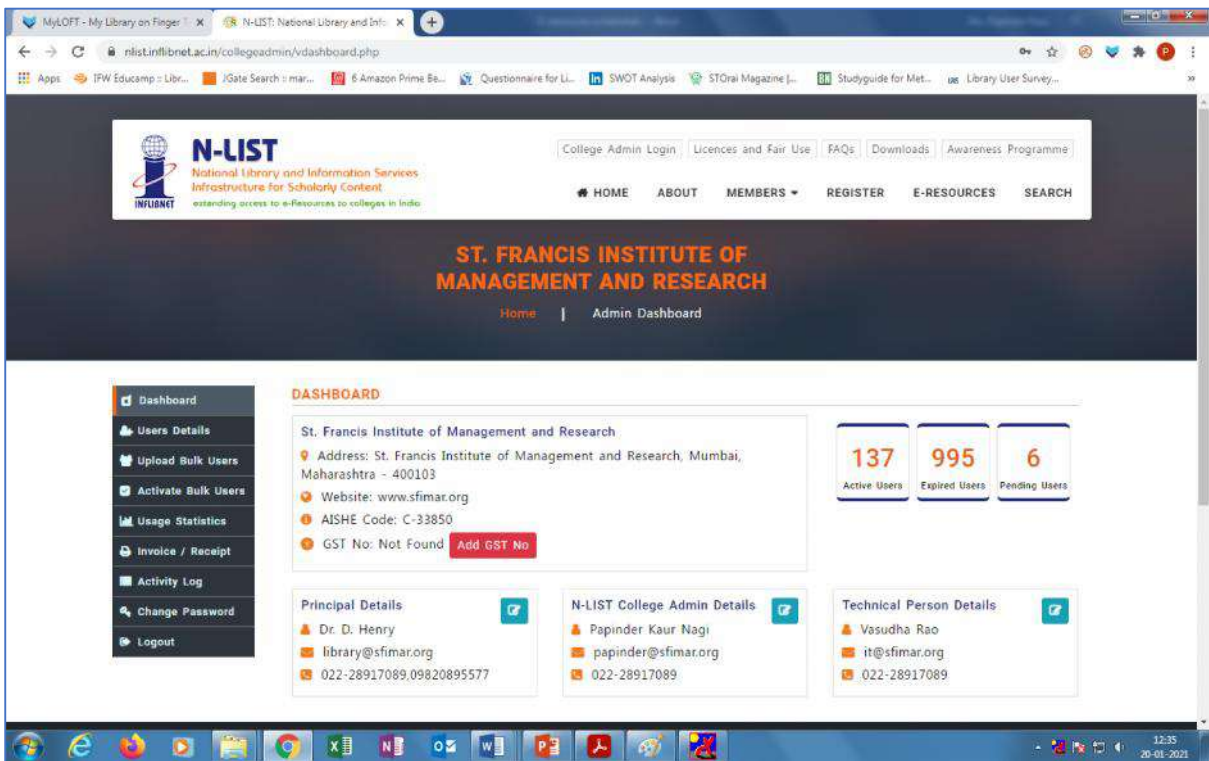 MyLOFT - My Library on Finger T
N-LIST: National Library and Info
nlist.inflibnet.ac.in/collegeadmin/vdashboard.php
Apps
IFW Educamp :: Libr...
JGate Search :: mar...
6 Amazon Prime Be...
Questionnaire for Li...
SWOT Analysis
STOrai Magazine |...
Studyguide for Met...
Library User Survey...
INFLIBNET
N-LIST
National Library and Information Services
Infrastructure for Scholarly Content
extending access to e-Resources to colleges in India
College Admin Login
Licences and Fair Use
FAQs
Downloads
Awareness Programme
HOME
ABOUT
MEMBERS
REGISTER
E-RESOURCES
SEARCH
ST. FRANCIS INSTITUTE OF
MANAGEMENT AND RESEARCH
Home | Admin Dashboard
Dashboard
Users Details
Upload Bulk Users
Activate Bulk Users
Usage Statistics
Invoice / Receipt
Activity Log
Change Password
Logout
DASHBOARD
St. Francis Institute of Management and Research
Address: St. Francis Institute of Management and Research, Mumbai,
Maharashtra - 400103
Website: www.sfimar.org
AISHE Code: C-33850
GST No: Not Found Add GST No
137
Active Users
995
Expired Users
6
Pending Users
Principal Details
Dr. D. Henry
library@sfimar.org
022-28917089,09820895577
N-LIST College Admin Details
Papinder Kaur Nagi
papinder@sfimar.org
022-28917089
Technical Person Details
Vasudha Rao
it@sfimar.org
022-28917089
12:35
20-01-2021